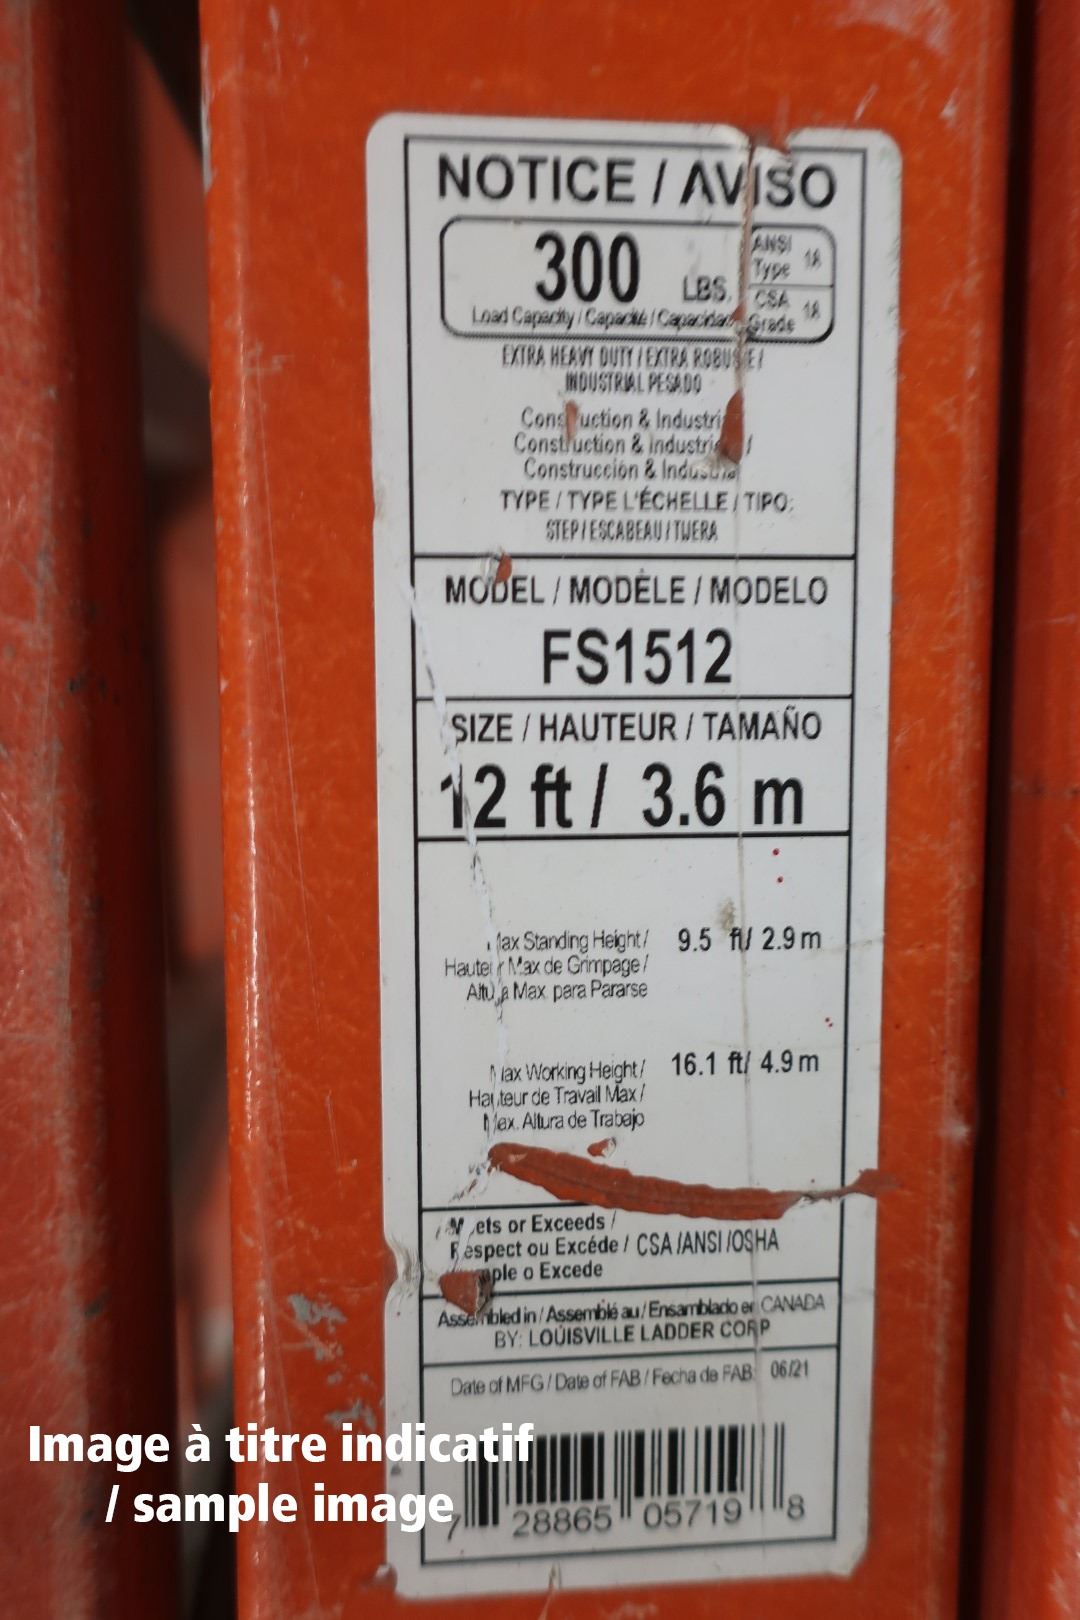 NOTICE / AVISO
300 LBS.
ANSI Type 1A
CSA Grade 1A
Load Capacity / Capacité / Capacidad
EXTRA HEAVY DUTY / EXTRA ROBUSTE /
INDUSTRIAL PESADO
Construction & Industrial
Construction & industriel /
Construcción & Industrial
TYPE / TYPE L'ÉCHELLE / TIPO:
STEP / ESCABEAU / TIJERA
MODEL / MODÈLE / MODELO
FS1512
SIZE / HAUTEUR / TAMAÑO
12 ft / 3.6 m
Max Standing Height / 9.5 ft/ 2.9 m
Hauteur Max de Grimpage /
Altura Max. para Pararse
Max Working Height / 16.1 ft/ 4.9 m
Hauteur de Travail Max /
Max. Altura de Trabajo
Meets or Exceeds /
Respect ou Excéde / CSA /ANSI /OSHA
ple o Excede
Assembled in / Assemblé au / Ensamblado en CANADA
BY: LOUISVILLE LADDER CORP
Date of MFG / Date of FAB / Fecha de FAB: 06/21
7 28865 05719 8
Image à titre indicatif
/ sample image